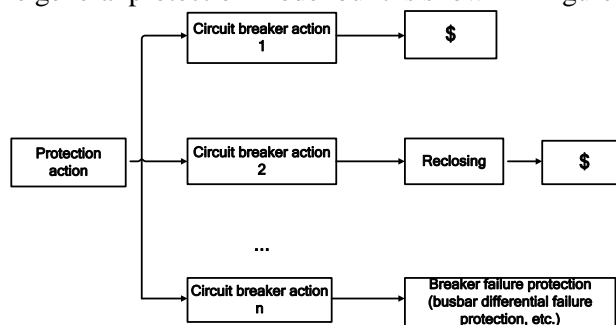 Circuit breaker action
1
$
Protection
action
Circuit breaker action
2
Reclosing
$
...
Circuit breaker action
n
Breaker failure protection
(busbar differential failure
protection, etc.)